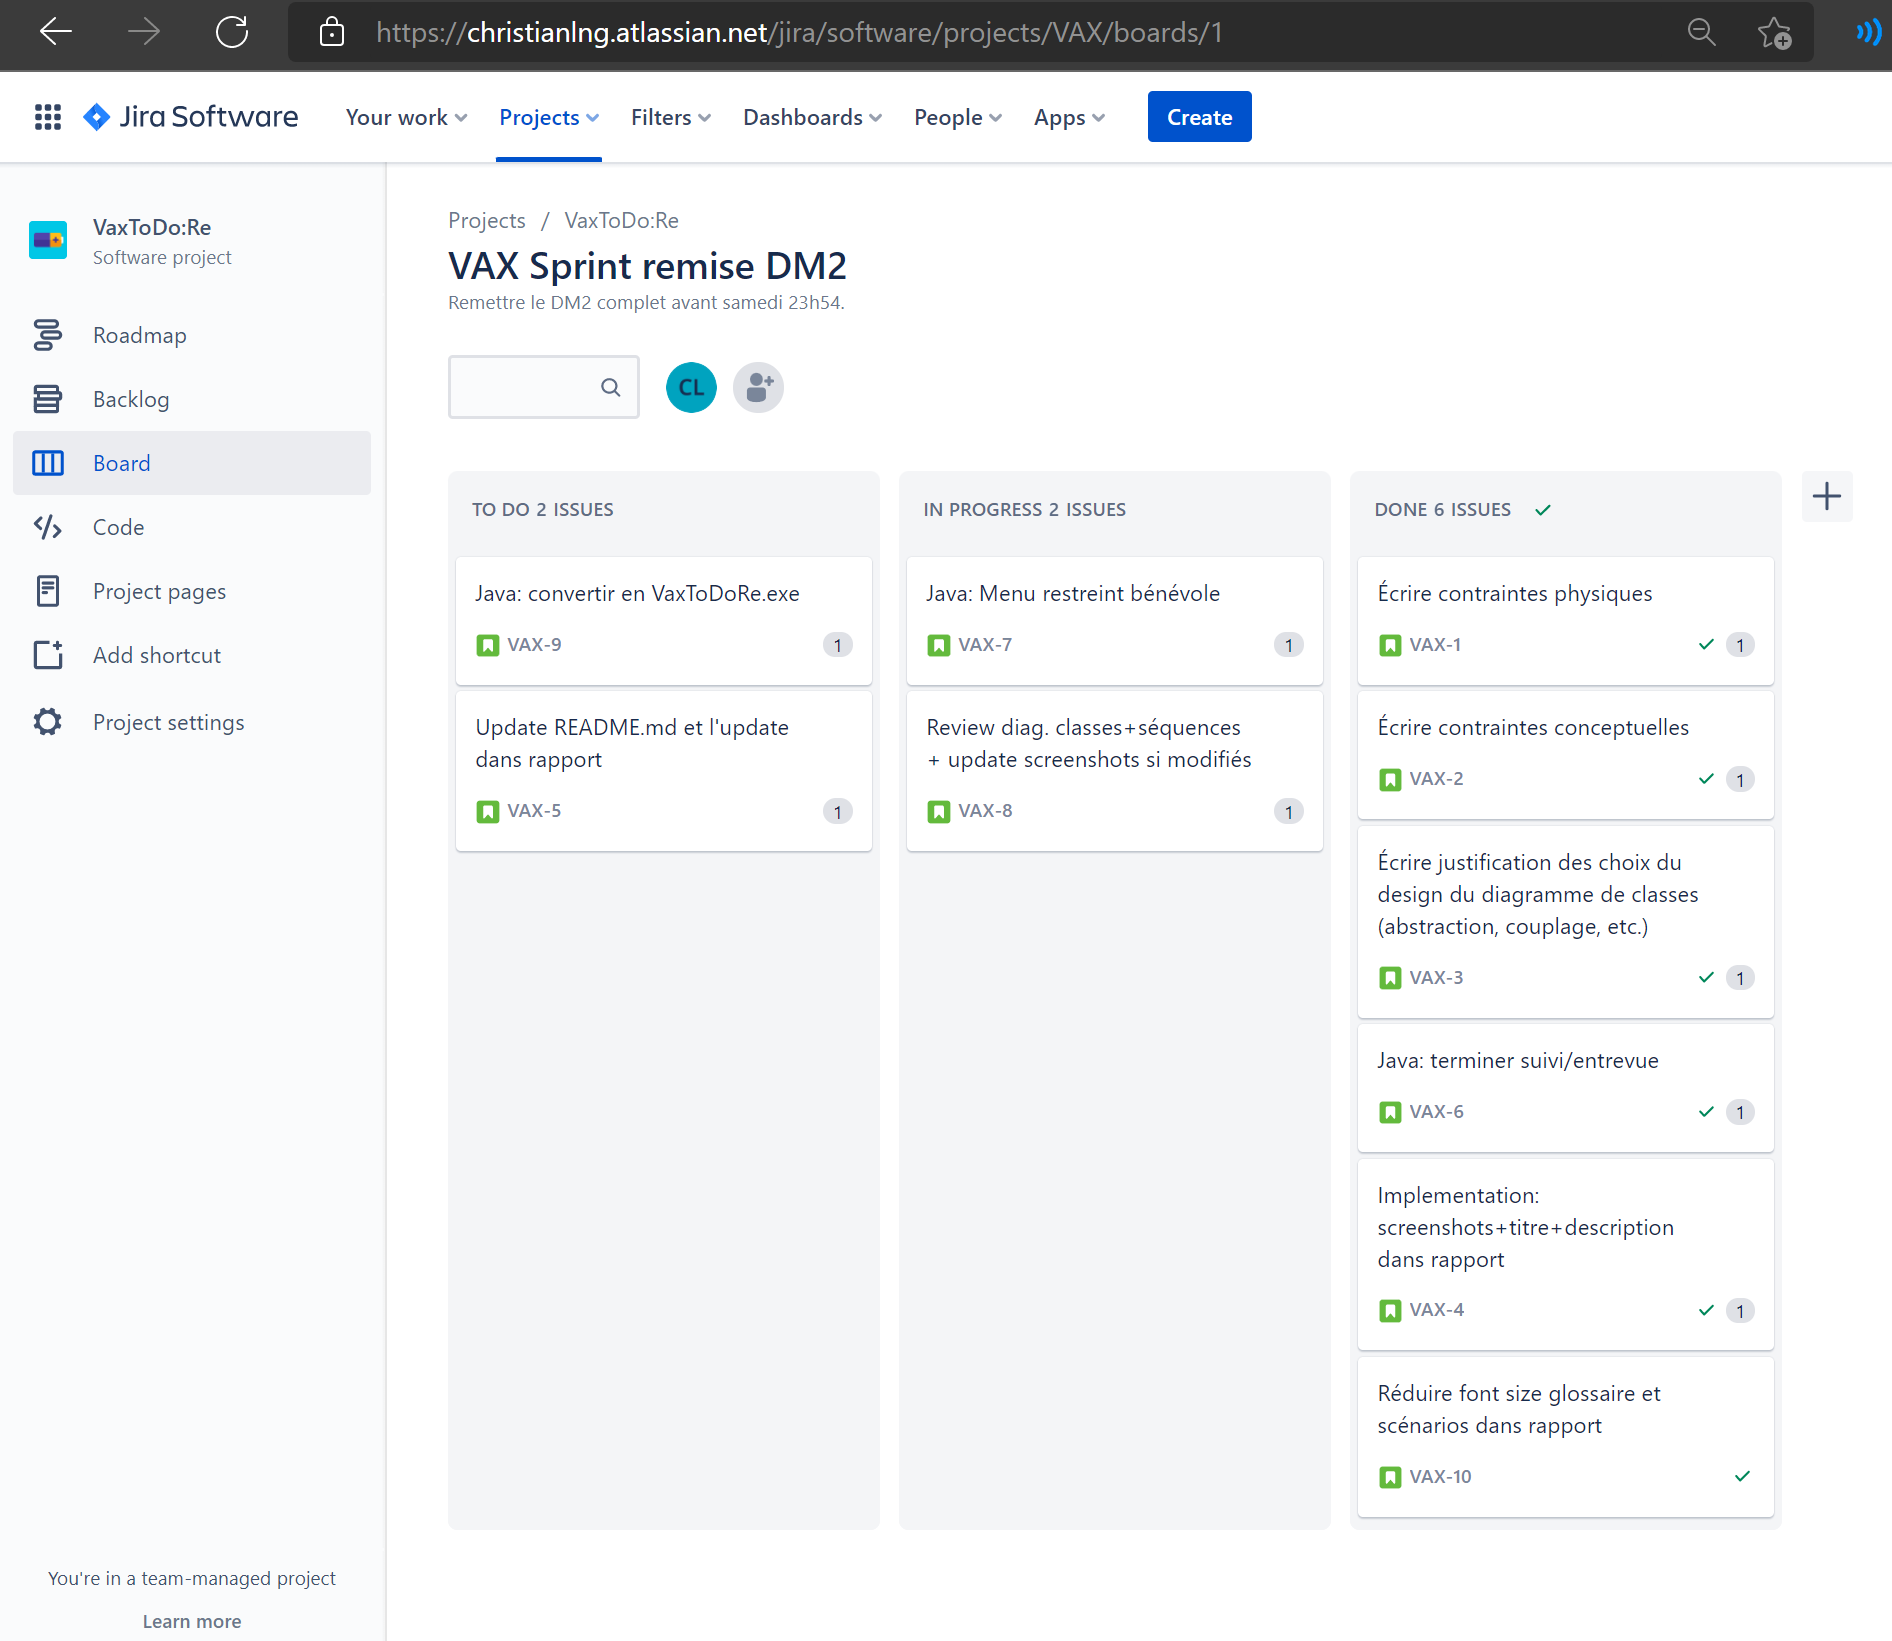 https://christianlng.atlassian.net/jira/software/projects/VAX/boards/1
Jira Software
Your work
Projects
Filters
Dashboards
People
Apps
Create
VaxToDo:Re
Software project
Roadmap
Backlog
Board
Code
Project pages
Add shortcut
Project settings
You're in a team-managed project
Learn more
Projects / VaxToDo:Re
VAX Sprint remise DM2
Remettre le DM2 complet avant samedi 23h54.
CL
TO DO 2 ISSUES
Java: convertir en VaxToDoRe.exe
VAX-9 1
Update README.md et l'update
dans rapport
VAX-5 1
IN PROGRESS 2 ISSUES
Java: Menu restreint bénévole
VAX-7 1
Review diag. classes+séquences
+ update screenshots si modifiés
VAX-8 1
DONE 6 ISSUES
Écrire contraintes physiques
VAX-1 1
Écrire contraintes conceptuelles
VAX-2 1
Écrire justification des choix du
design du diagramme de classes
(abstraction, couplage, etc.)
VAX-3 1
Java: terminer suivi/entrevue
VAX-6 1
Implementation:
screenshots+titre+description
dans rapport
VAX-4 1
Réduire font size glossaire et
scénarios dans rapport
VAX-10